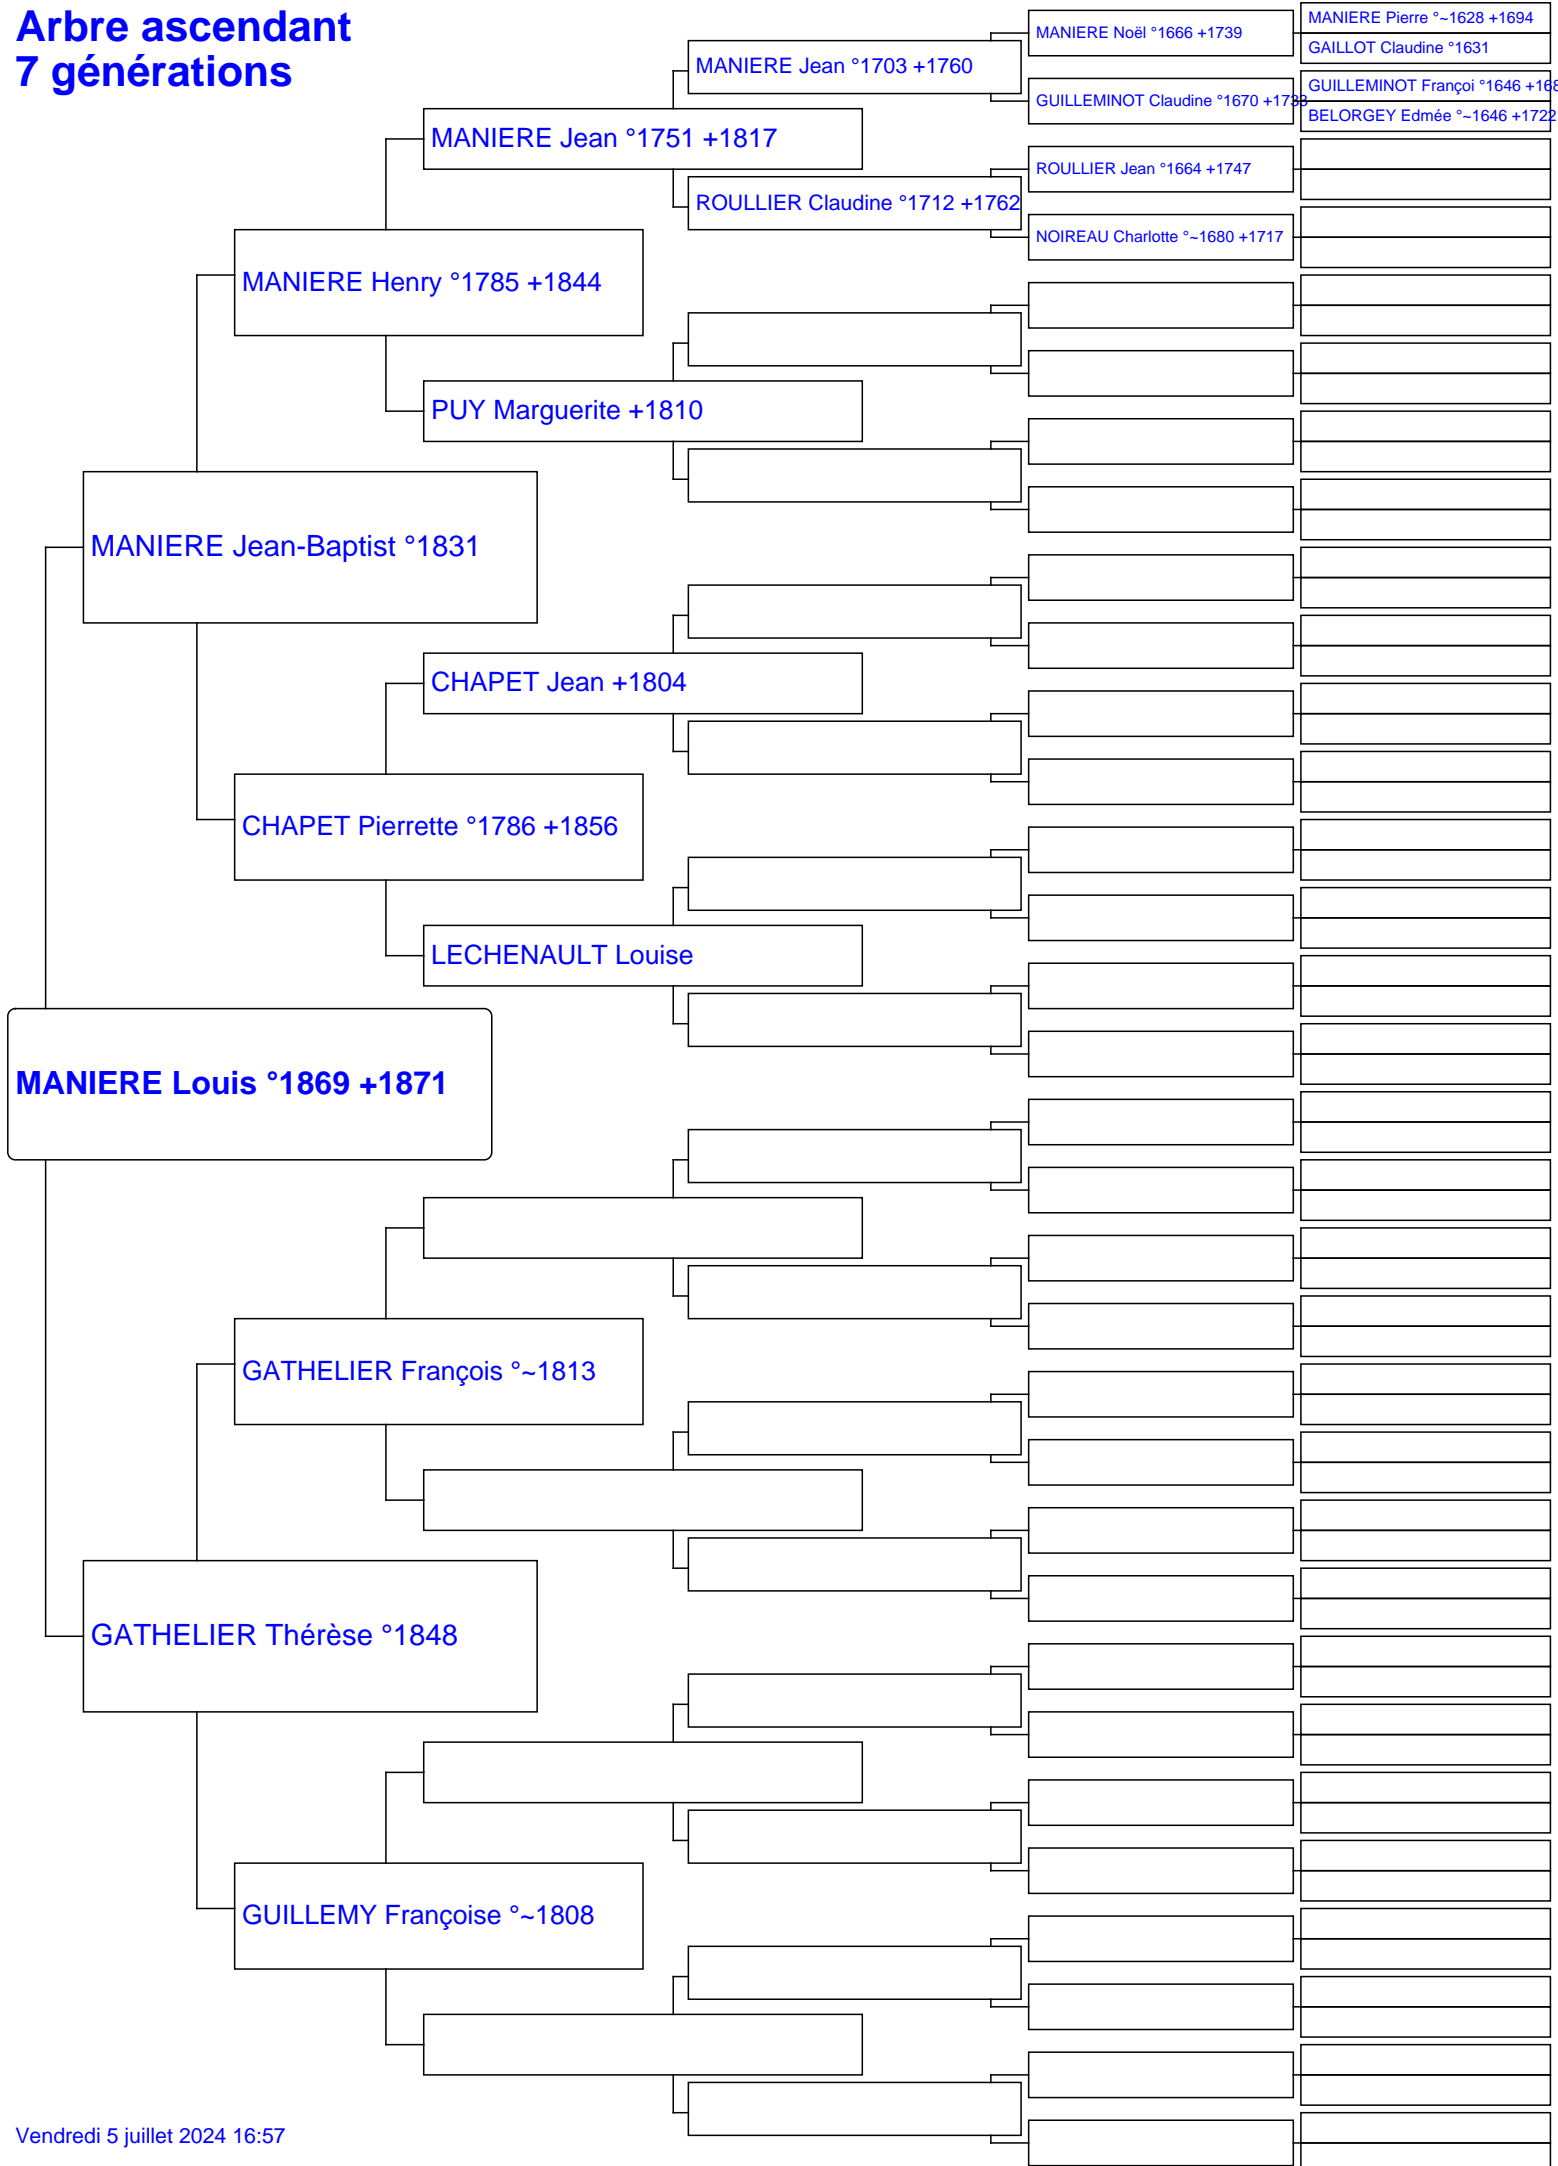 Arbre ascendant
7 générations
MANIERE Pierre °~1628 +1694
MANIERE Noël °1666 +1739
GAILLOT Claudine °1631
MANIERE Jean °1703 +1760
GUILLEMINOT Françoi °1646 +168
GUILLEMINOT Claudine °1670 +1733
BELORGEY Edmée °~1646 +1722
MANIERE Jean °1751 +1817
ROULLIER Jean °1664 +1747
ROULLIER Claudine °1712 +1762
NOIREAU Charlotte °~1680 +1717
MANIERE Henry °1785 +1844
PUY Marguerite +1810
MANIERE Jean-Baptist °1831
CHAPET Jean +1804
CHAPET Pierrette °1786 +1856
LECHENAULT Louise
MANIERE Louis °1869 +1871
GATHELIER François °~1813
GATHELIER Thérèse °1848
GUILLEMY Françoise °~1808
Vendredi 5 juillet 2024 16:57